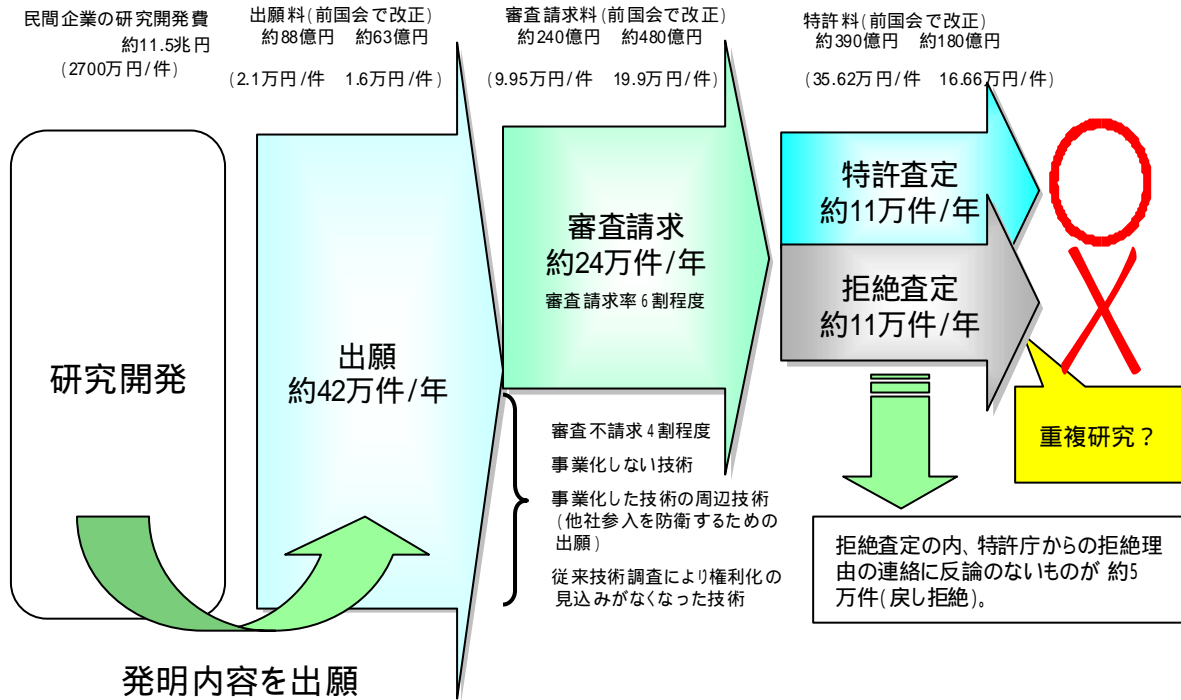 民間企業の研究開発費
約11.5兆円
(2700万円/件)
出願料(前国会で改正)
約88億円 約63億円
(2.1万円/件 1.6万円/件)
審査請求料(前国会で改正)
約240億円 約480億円
(9.95万円/件 19.9万円/件)
特許料(前国会で改正)
約390億円 約180億円
(35.62万円/件 16.66万円/件)
研究開発
出願
約42万件/年
審査請求
約24万件/年
審査請求率6割程度
特許査定
約11万件/年
拒絶査定
約11万件/年
重複研究？
審査不請求4割程度
事業化しない技術
事業化した技術の周辺技術
(他社参入を防衛するための
出願)
従来技術調査により権利化の
見込みがなくなった技術
拒絶査定の内、特許庁からの拒絶理
由の連絡に反論のないものが 約5
万件(戻し拒絶)。
発明内容を出願